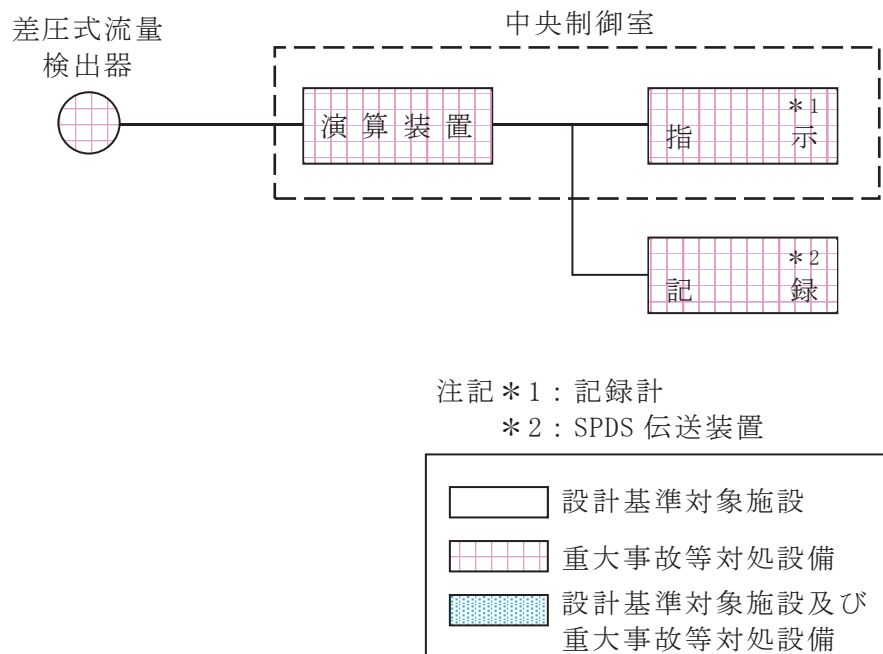 中央制御室
差圧式流量
検出器
演算装置
*1
指示
*2
記録
注記*1:記録計
*2:SPDS 伝送装置
設計基準対象施設
重大事故等対処設備
設計基準対象施設及び
重大事故等対処設備